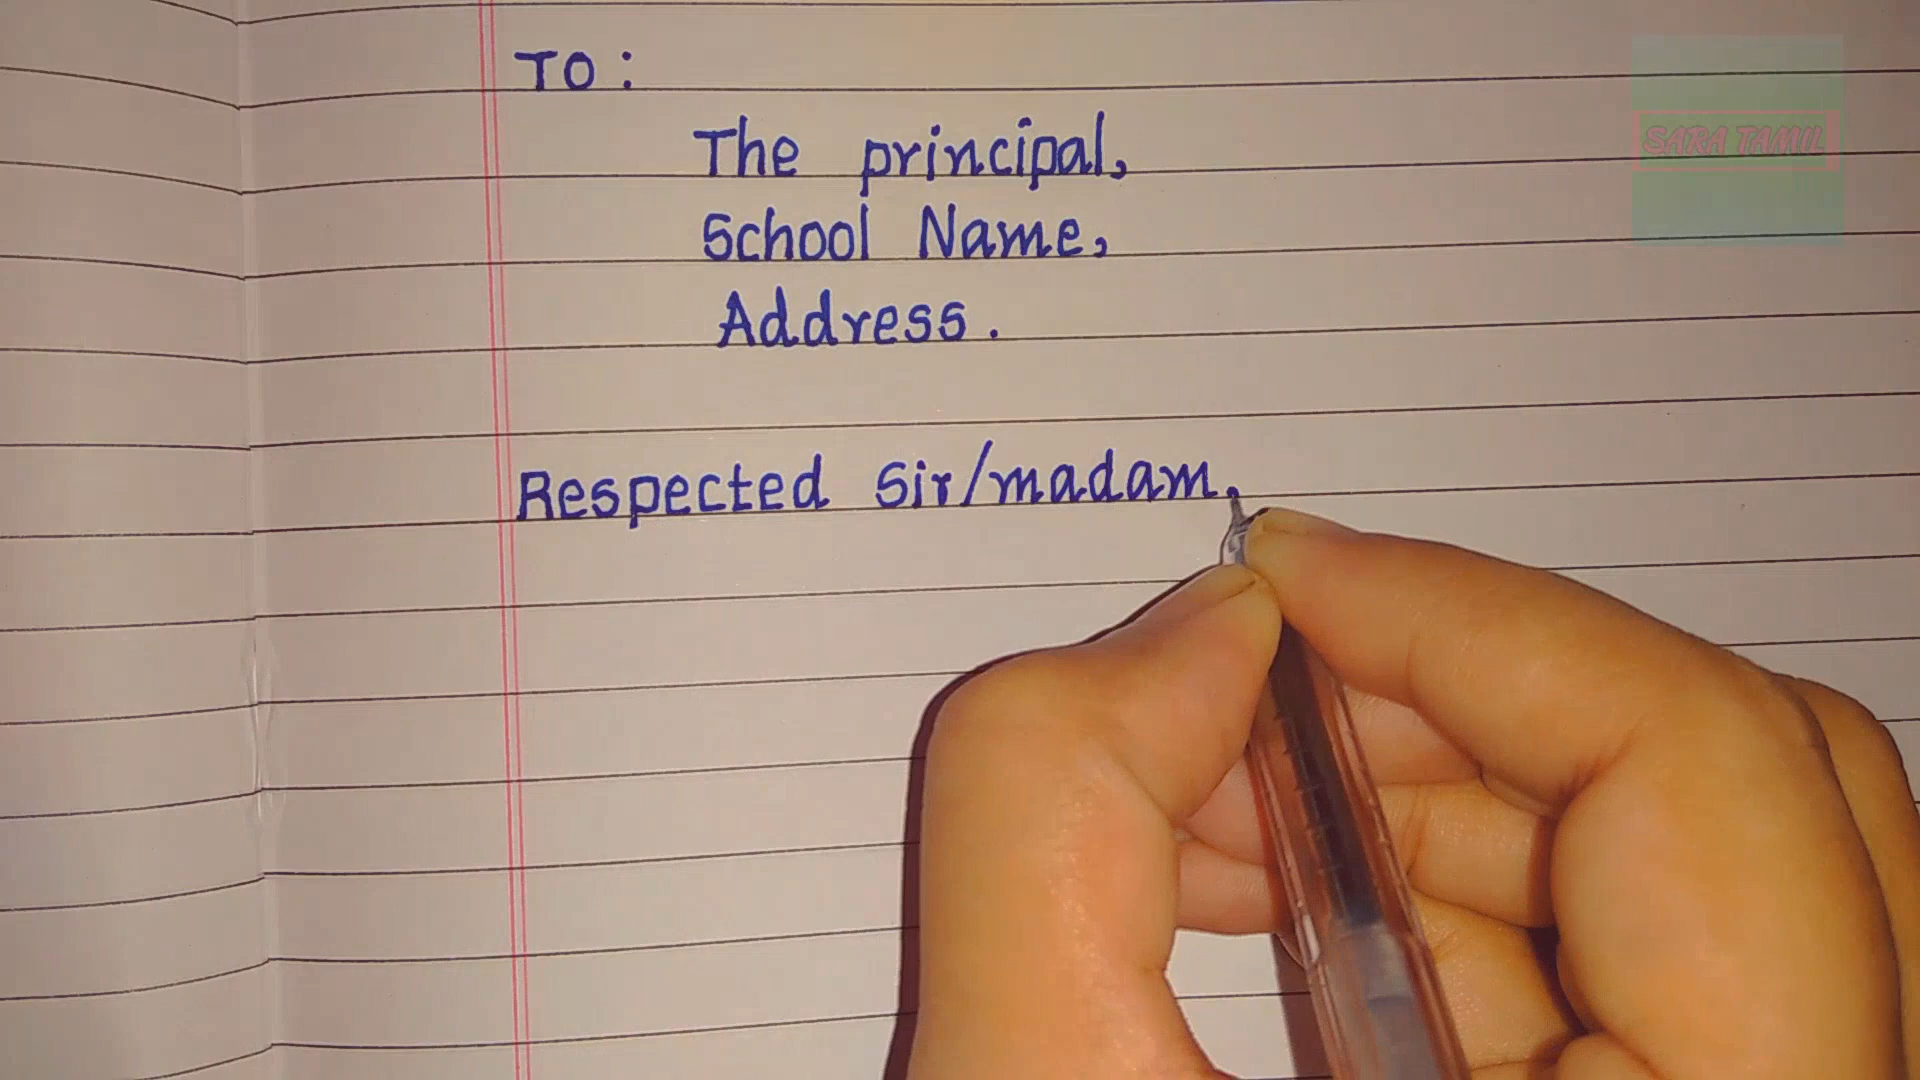 TO :
SARA TAMIL
The principal,
School Name,
Address.
Respected Sir/madam,